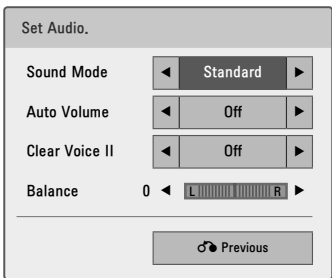 Set Audio.
Sound Mode ◄ Standard ►
Auto Volume ◄ Off ►
Clear Voice II ◄ Off ►
Balance 0 ◄ L R ►
Previous